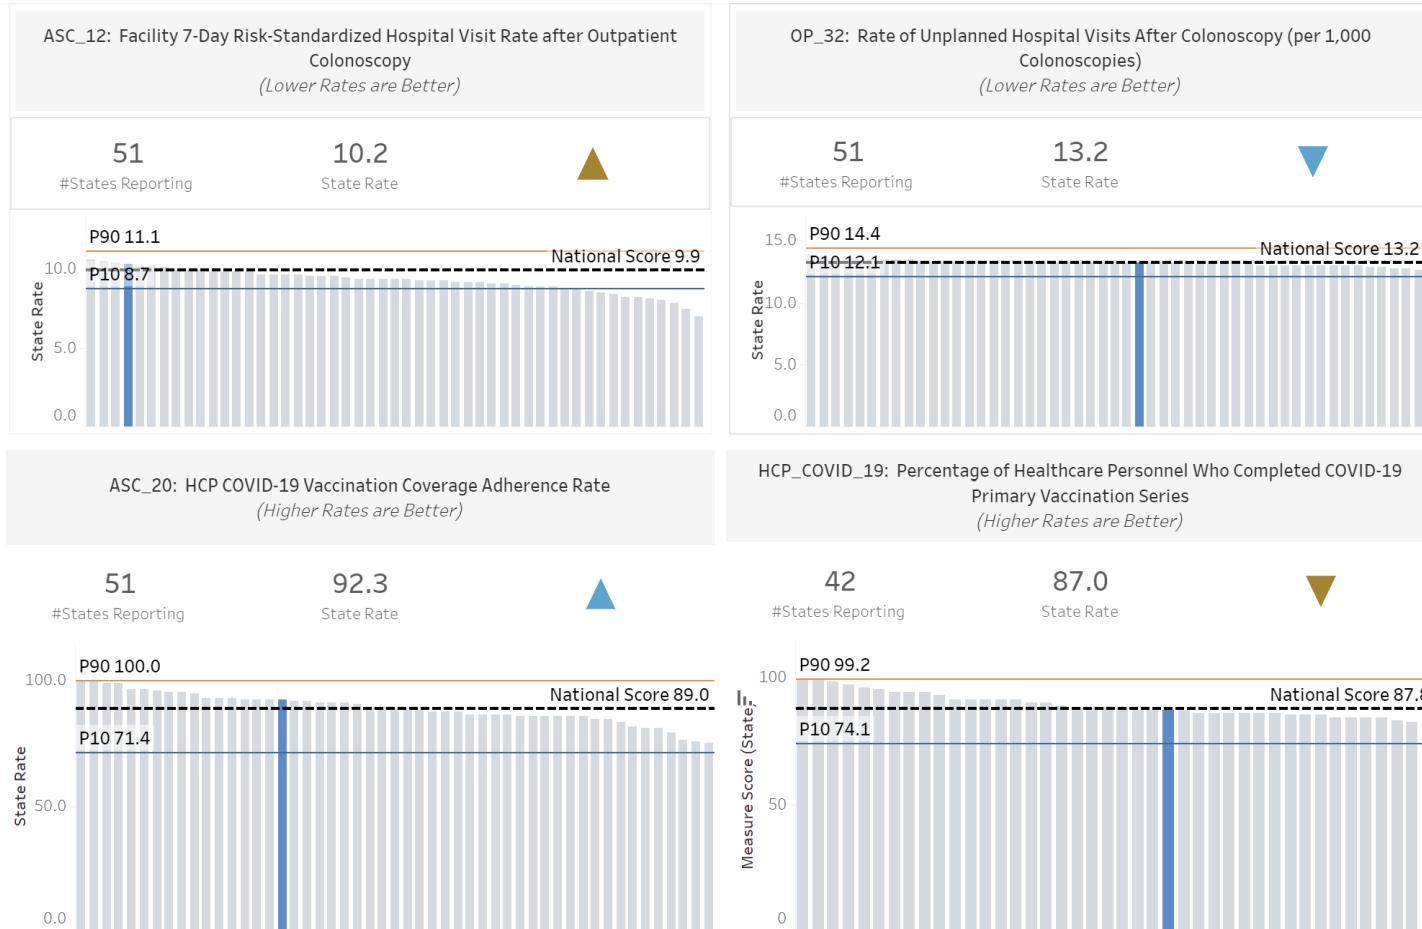 ASC_12: Facility 7-Day Risk-Standardized Hospital Visit Rate after Outpatient
Colonoscopy
(Lower Rates are Better)
51
#States Reporting
10.2
State Rate
P90 11.1
National Score 9.9
P10 8.7
State Rate
10.0
5.0
0.0
OP_32: Rate of Unplanned Hospital Visits After Colonoscopy (per 1,000
Colonoscopies)
(Lower Rates are Better)
51
#States Reporting
13.2
State Rate
P90 14.4
National Score 13.2
P10 12.1
State Rate
15.0
10.0
5.0
0.0
ASC_20: HCP COVID-19 Vaccination Coverage Adherence Rate
(Higher Rates are Better)
51
#States Reporting
92.3
State Rate
P90 100.0
National Score 89.0
P10 71.4
State Rate
100.0
50.0
0.0
HCP_COVID_19: Percentage of Healthcare Personnel Who Completed COVID-19
Primary Vaccination Series
(Higher Rates are Better)
42
#States Reporting
87.0
State Rate
P90 99.2
National Score 87.8
P10 74.1
Measure Score (State,
100
50
0